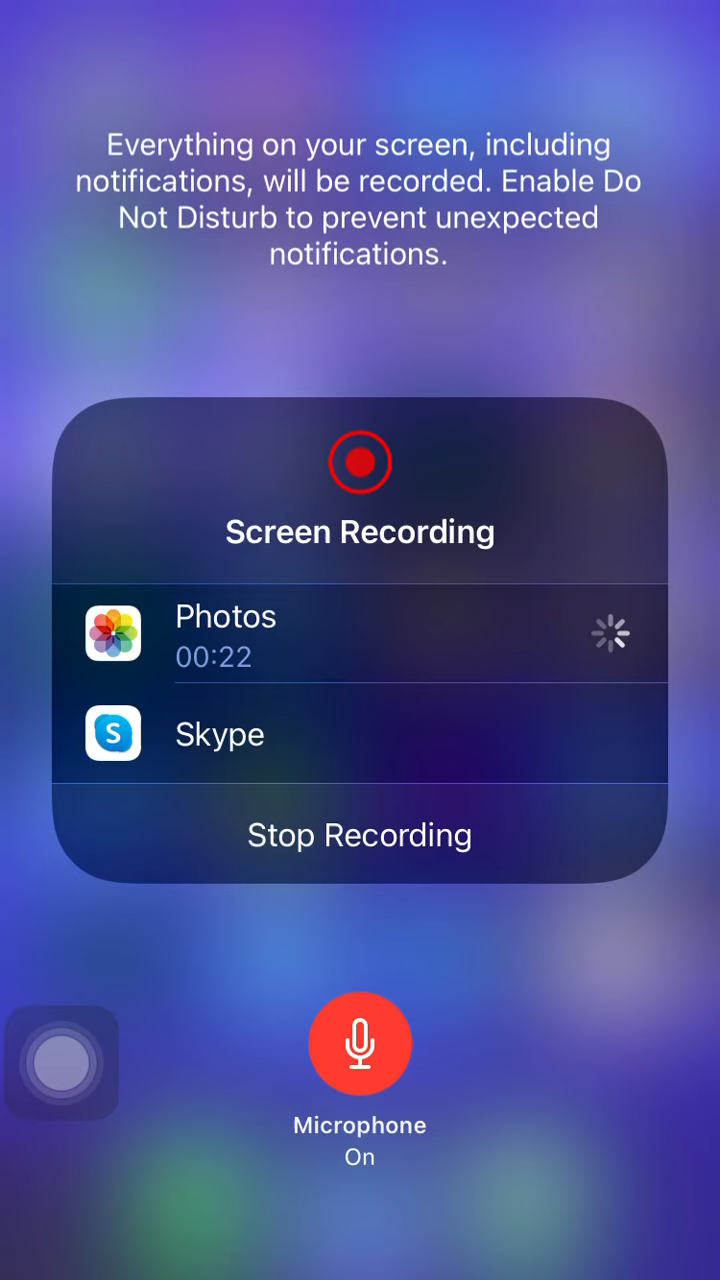 Everything on your screen, including
notifications, will be recorded. Enable Do
Not Disturb to prevent unexpected
notifications.
Screen Recording
Photos
00:22
S
Skype
Stop Recording
Microphone
On